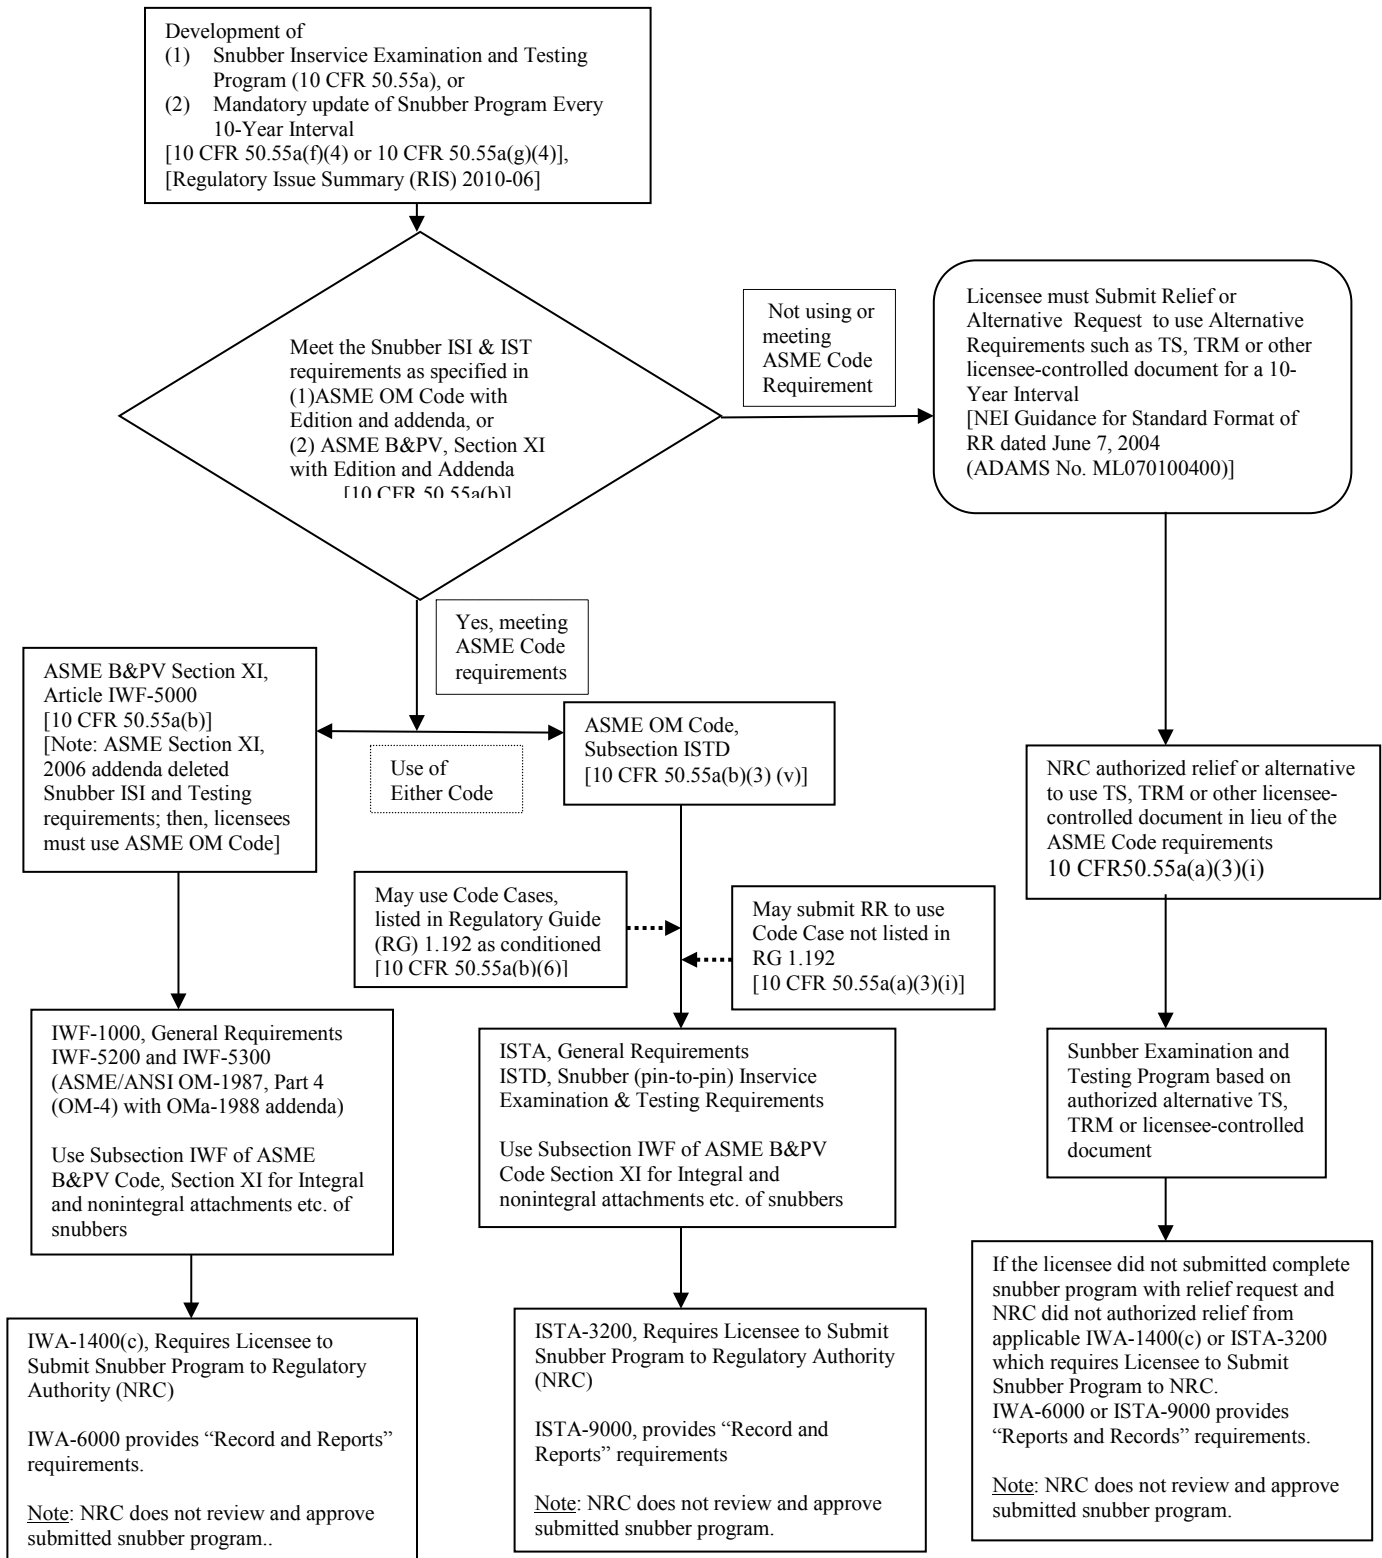 Development of
(1) Snubber Inservice Examination and Testing
Program (10 CFR 50.55a), or
(2) Mandatory update of Snubber Program Every
10-Year Interval
[10 CFR 50.55a(f)(4) or 10 CFR 50.55a(g)(4)],
[Regulatory Issue Summary (RIS) 2010-06]
Meet the Snubber ISI & IST
requirements as specified in
(1)ASME OM Code with
Edition and addenda, or
(2) ASME B&PV, Section XI
with Edition and Addenda
[10 CFR 50.55a(b)]
Not using or
meeting
ASME Code
Requirement
Licensee must Submit Relief or
Alternative Request to use Alternative
Requirements such as TS, TRM or other
licensee-controlled document for a 10-
Year Interval
[NEI Guidance for Standard Format of
RR dated June 7, 2004
(ADAMS No. ML070100400)]
Yes, meeting
ASME Code
requirements
ASME B&PV Section XI,
Article IWF-5000
[10 CFR 50.55a(b)]
[Note: ASME Section XI,
2006 addenda deleted
Snubber ISI and Testing
requirements; then, licensees
must use ASME OM Code]
Use of
Either Code
ASME OM Code,
Subsection ISTD
[10 CFR 50.55a(b)(3) (v)]
NRC authorized relief or alternative
to use TS, TRM or other licensee-
controlled document in lieu of the
ASME Code requirements
10 CFR50.55a(a)(3)(i)
May use Code Cases,
listed in Regulatory Guide
(RG) 1.192 as conditioned
[10 CFR 50.55a(b)(6)]
May submit RR to use
Code Case not listed in
RG 1.192
[10 CFR 50.55a(a)(3)(i)]
IWF-1000, General Requirements
IWF-5200 and IWF-5300
(ASME/ANSI OM-1987, Part 4
(OM-4) with OMa-1988 addenda)
Use Subsection IWF of ASME
B&PV Code, Section XI for Integral
and nonintegral attachments etc. of
snubbers
ISTA, General Requirements
ISTD, Snubber (pin-to-pin) Inservice
Examination & Testing Requirements
Use Subsection IWF of ASME B&PV
Code Section XI for Integral and
nonintegral attachments etc. of snubbers
Sunbber Examination and
Testing Program based on
authorized alternative TS,
TRM or licensee-controlled
document
IWA-1400(c), Requires Licensee to
Submit Snubber Program to Regulatory
Authority (NRC)
IWA-6000 provides “Record and Reports”
requirements.
Note: NRC does not review and approve
submitted snubber program..
ISTA-3200, Requires Licensee to Submit
Snubber Program to Regulatory Authority
(NRC)
ISTA-9000, provides “Record and
Reports” requirements
Note: NRC does not review and approve
submitted snubber program.
If the licensee did not submitted complete
snubber program with relief request and
NRC did not authorized relief from
applicable IWA-1400(c) or ISTA-3200
which requires Licensee to Submit
Snubber Program to NRC.
IWA-6000 or ISTA-9000 provides
“Reports and Records” requirements.
Note: NRC does not review and approve
submitted snubber program.